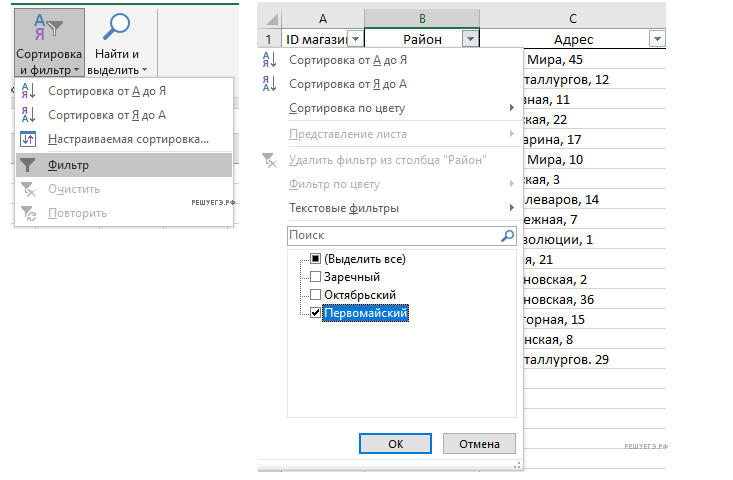 Сортировка
и фильтр
Найти и
выделить
Сортировка от А до Я
Сортировка от Я до А
Настраиваемая сортировка...
Фильтр
Очистить
Повторить
РЕШУЕГЭ.РФ
A B C
1 ID магазин Район Адрес
Сортировка от А до Я
Сортировка от Я до А
Сортировка по цвету
Представление листа
Удалить фильтр из столбца "Район"
Фильтр по цвету
Текстовые фильтры
Поиск
(Выделить все)
Заречный
Октябрьский
Первомайский
ОК Отмена
Мира, 45
таллургов, 12
зная, 11
ская, 22
арина, 17
Мира, 10
ская, 3
леваров, 14
ежная, 7
волюции, 1
я, 21
новская, 2
новская, 36
горная, 15
нская, 8
таллургов. 29
РЕШУЕГЭ.РФ